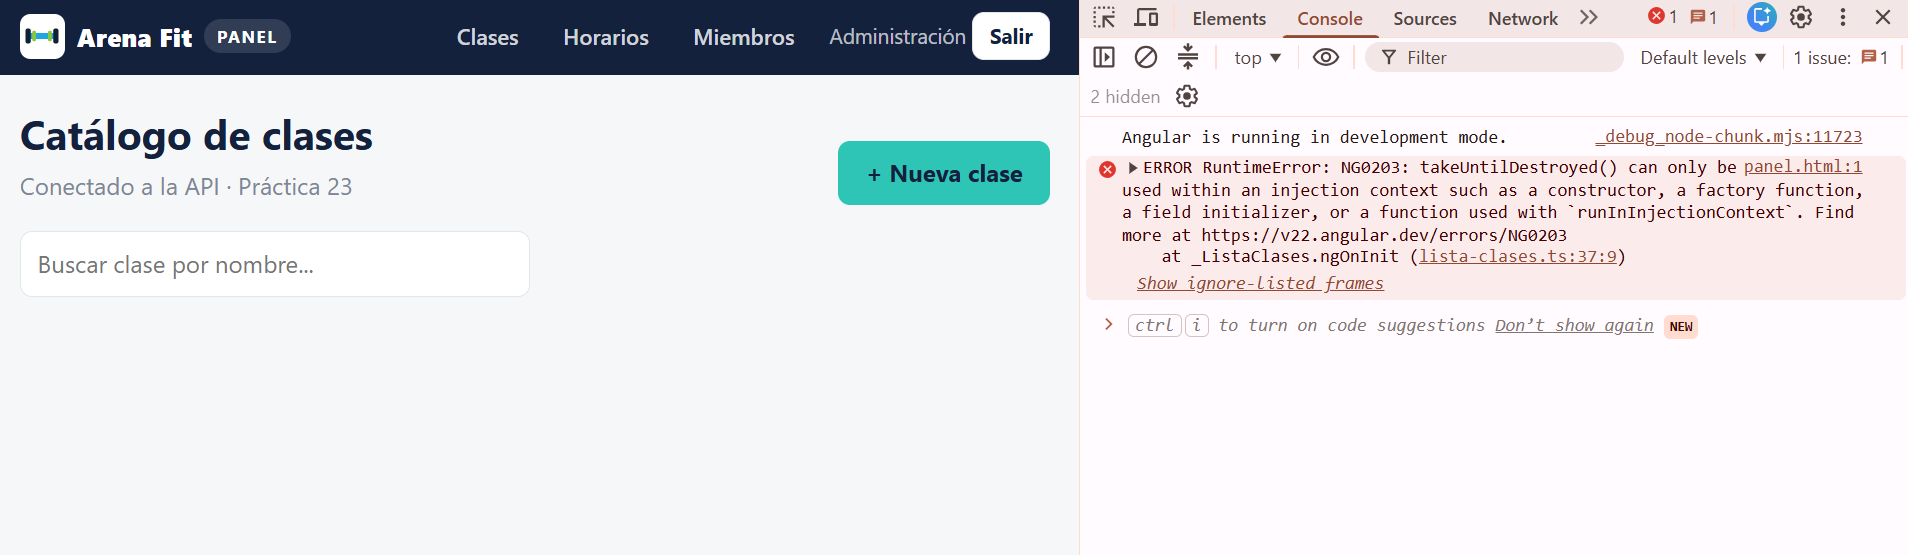 Arena Fit PANEL Clases Horarios Miembros Administración Salir
Catálogo de clases
Conectado a la API · Práctica 23
+ Nueva clase
Buscar clase por nombre...
Elements Console Sources Network 1 1
top Filter Default levels 1 issue: 1
2 hidden
Angular is running in development mode. _debug_node-chunk.mjs:11723
ERROR RuntimeError: NG0203: takeUntilDestroyed() can only be panel.html:1
used within an injection context such as a constructor, a factory function,
a field initializer, or a function used with `runInInjectionContext`. Find
more at https://v22.angular.dev/errors/NG0203
at _ListaClases.ngOnInit (lista-clases.ts:37:9)
Show ignore-listed frames
ctrl i to turn on code suggestions Don't show again NEW